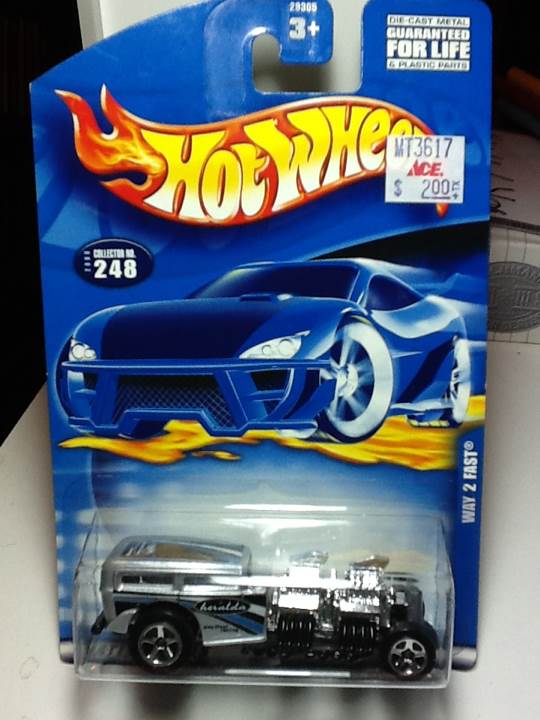 29305
3+
DIE-CAST METAL
GUARANTEED
FOR LIFE
& PLASTIC PARTS
HOT WHEE
MT3617
ACE.
$ 200
COLLECTOR NO.
248
WAY 2 FAST®
heralda